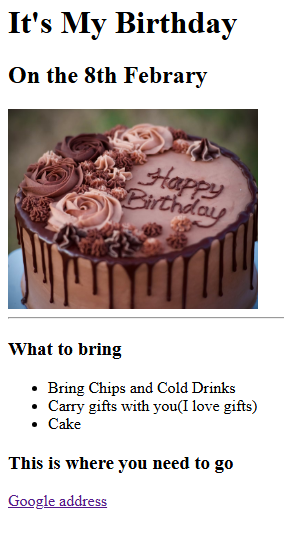 It's My Birthday
On the 8th Febrary
Happy
Birthday
What to bring
Bring Chips and Cold Drinks
Carry gifts with you(I love gifts)
Cake
This is where you need to go
Google address